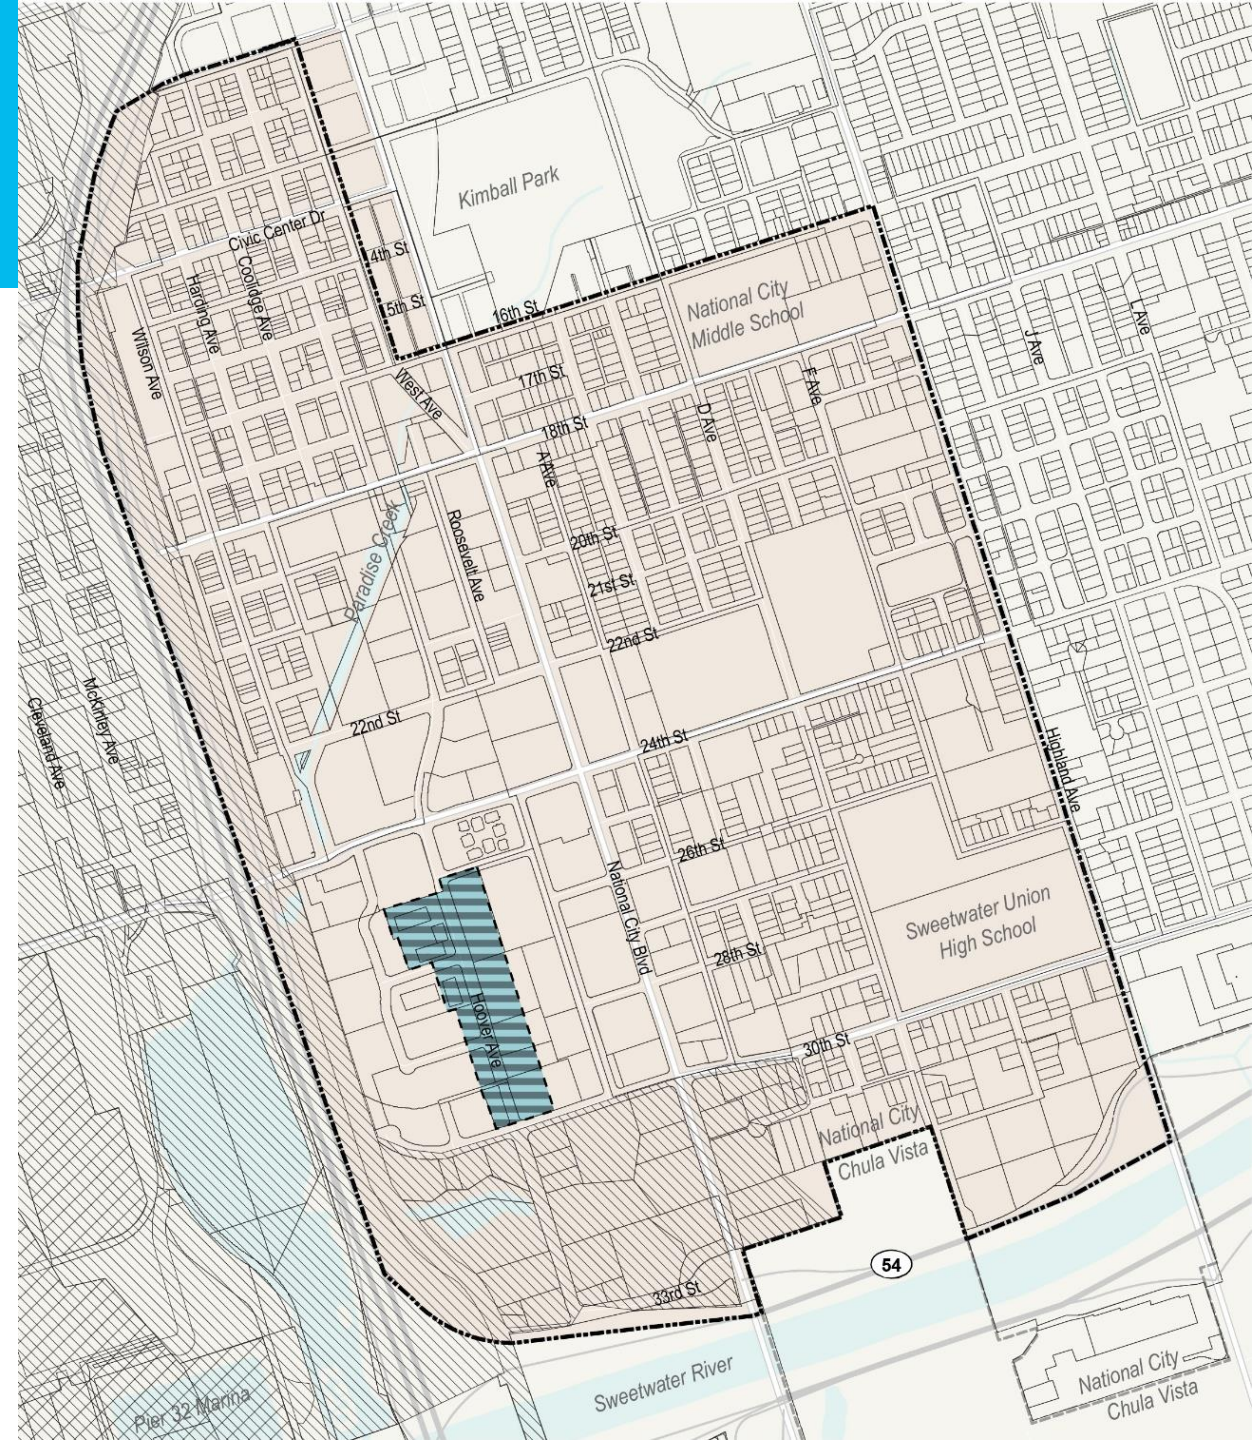 Kimball Park
Civic Center Dr
4th St
Coolidge Ave
Harding Ave
5th St
16th St
National City
Middle School
Wilson Ave
J Ave
L Ave
West Ave
17th St
F Ave
18th St
D Ave
A Ave
Paradise Creek
Roosevelt Ave
20th St
21st St
22nd St
McKinley Ave
Cleveland Ave
22nd St
24th St
Highland Ave
26th St
National City Blvd
Sweetwater Union
High School
28th St
Hoover Ave
30th St
National City
Chula Vista
54
33rd St
Sweetwater River
Pier 32 Marina
National City
Chula Vista